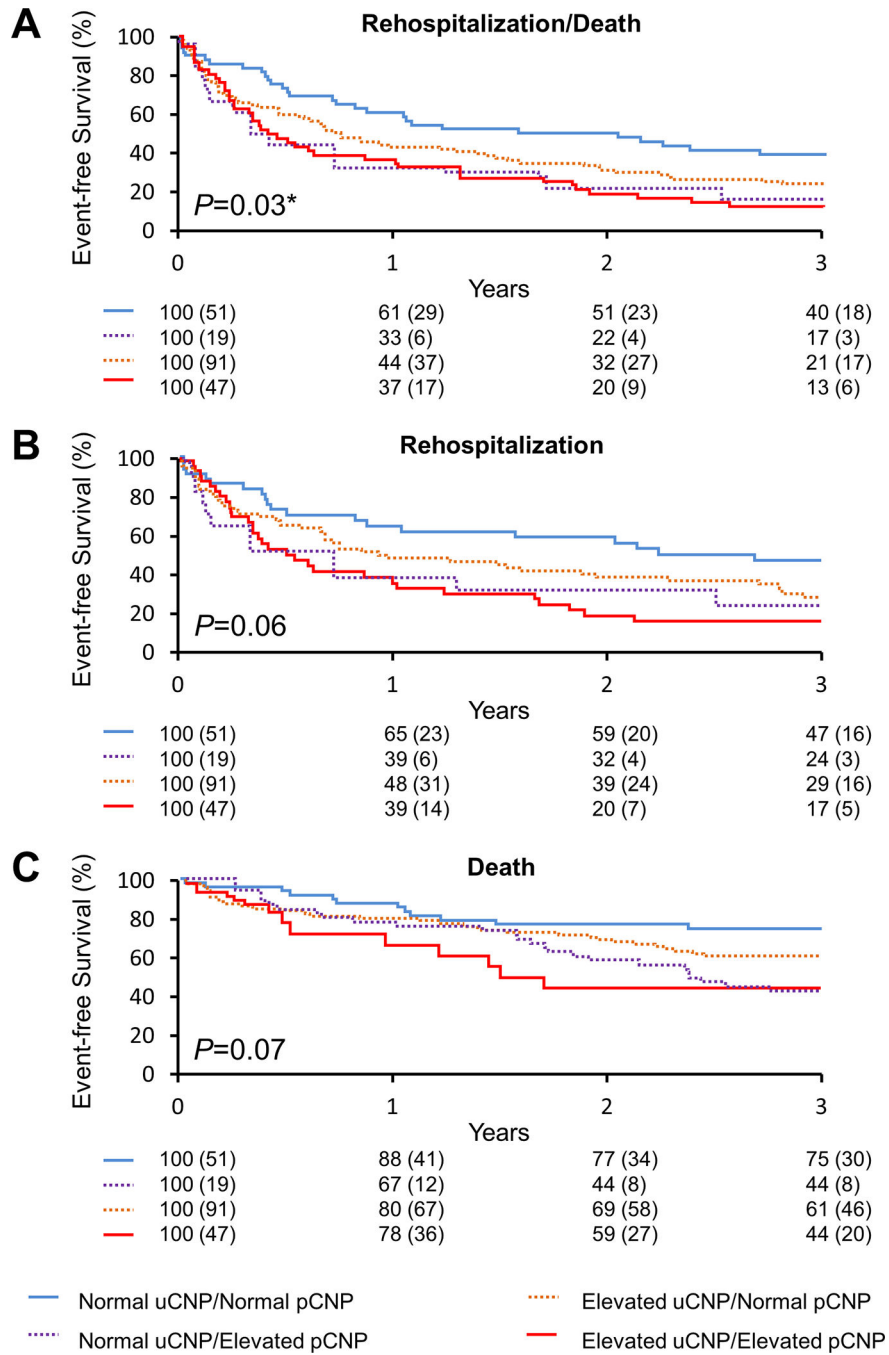 A
Rehospitalization/Death
Event-free Survival (%)
100
80
60
40
20
0
P=0.03*
0 1 2 3
Years
100 (51) 61 (29) 51 (23) 40 (18)
100 (19) 33 (6) 22 (4) 17 (3)
100 (91) 44 (37) 32 (27) 21 (17)
100 (47) 37 (17) 20 (9) 13 (6)
B
Rehospitalization
Event-free Survival (%)
100
80
60
40
20
0
P=0.06
0 1 2 3
Years
100 (51) 65 (23) 59 (20) 47 (16)
100 (19) 39 (6) 32 (4) 24 (3)
100 (91) 48 (31) 39 (24) 29 (16)
100 (47) 39 (14) 20 (7) 17 (5)
C
Death
Event-free Survival (%)
100
80
60
40
20
0
P=0.07
0 1 2 3
Years
100 (51) 88 (41) 77 (34) 75 (30)
100 (19) 67 (12) 44 (8) 44 (8)
100 (91) 80 (67) 69 (58) 61 (46)
100 (47) 78 (36) 59 (27) 44 (20)
Normal uCNP/Normal pCNP Elevated uCNP/Normal pCNP
Normal uCNP/Elevated pCNP Elevated uCNP/Elevated pCNP